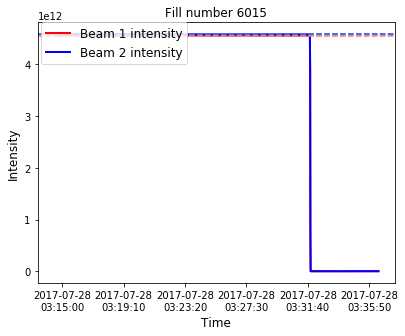 Fill number 6015
1e12
Beam 1 intensity
Beam 2 intensity
4
3
2
1
0
Intensity
2017-07-28 2017-07-28 2017-07-28 2017-07-28 2017-07-28 2017-07-28
03:15:00 03:19:10 03:23:20 03:27:30 03:31:40 03:35:50
Time